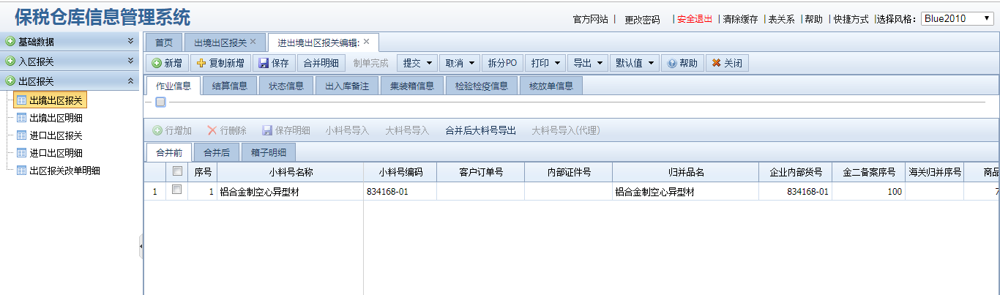 保税仓库信息管理系统
官方网站 | 更改密码 | 安全退出 | 清除缓存 | 表关系 | 帮助 | 快捷方式 | 选择风格: Blue2010
基础数据
入区报关
出区报关
出境出区报关
出境出区明细
进口出区报关
进口出区明细
出区报关改单明细
首页 出境出区报关 进出境出区报关编辑:
新增 复制新增 保存 合并明细 制单完成 提交 取消 拆分PO 打印 导出 默认值 帮助 关闭
作业信息 结算信息 状态信息 出入库备注 集装箱信息 检验检疫信息 核放单信息
行增加 行删除 保存明细 小料号导入 大料号导入 合并后大料号导出 大料号导入(代理)
合并前 合并后 箱子明细
序号 小料号名称 小料号编码 客户订单号 内部证件号 归并品名 企业内部货号 金二备案序号 海关归并序号 商品
1 1 铝合金制空心异型材 834168-01 铝合金制空心异型材 834168-01 100 7